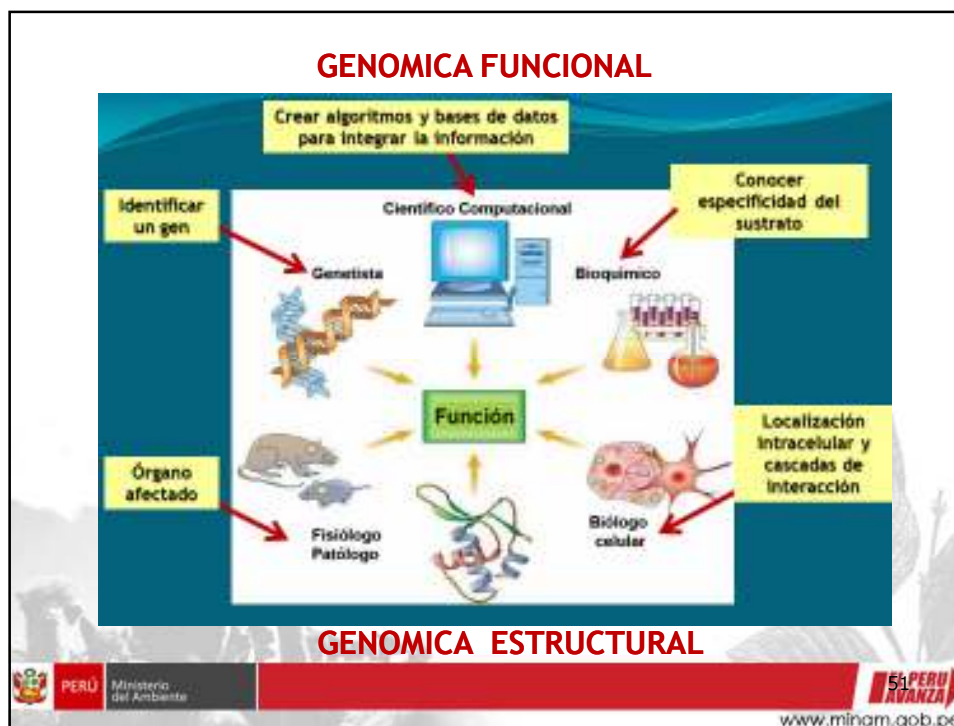 GENOMICA FUNCIONAL
Crear algoritmos y bases de datos
para integrar la información
Identificar
un gen
Conocer
especificidad del
sustrato
Científico Computacional
Genetista
Bioquímico
Función
Localización
intracelular y
cascadas de
interacción
Órgano
afectado
Fisiólogo
Patólogo
Biólogo
celular
GENOMICA ESTRUCTURAL
PERÚ
Ministerio
del Ambiente
51
EL PERU
AVANZA
www.minam.gob.pe